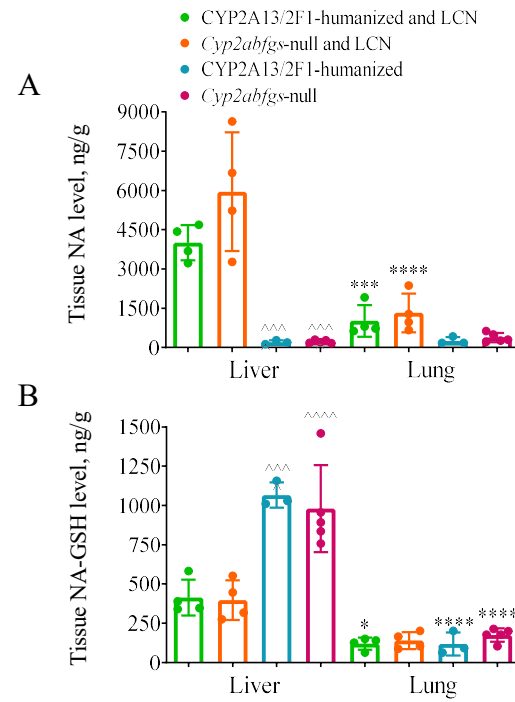 CYP2A13/2F1-humanized and LCN
Cyp2abfgs-null and LCN
CYP2A13/2F1-humanized
Cyp2abfgs-null
A
Tissue NA level, ng/g
9000
7500
6000
4500
3000
1500
0
^^^
^^^
***
****
Liver
Lung
B
Tissue NA-GSH level, ng/g
1500
1250
1000
750
500
250
0
^^^
^
^^^^
*
****
****
Liver
Lung